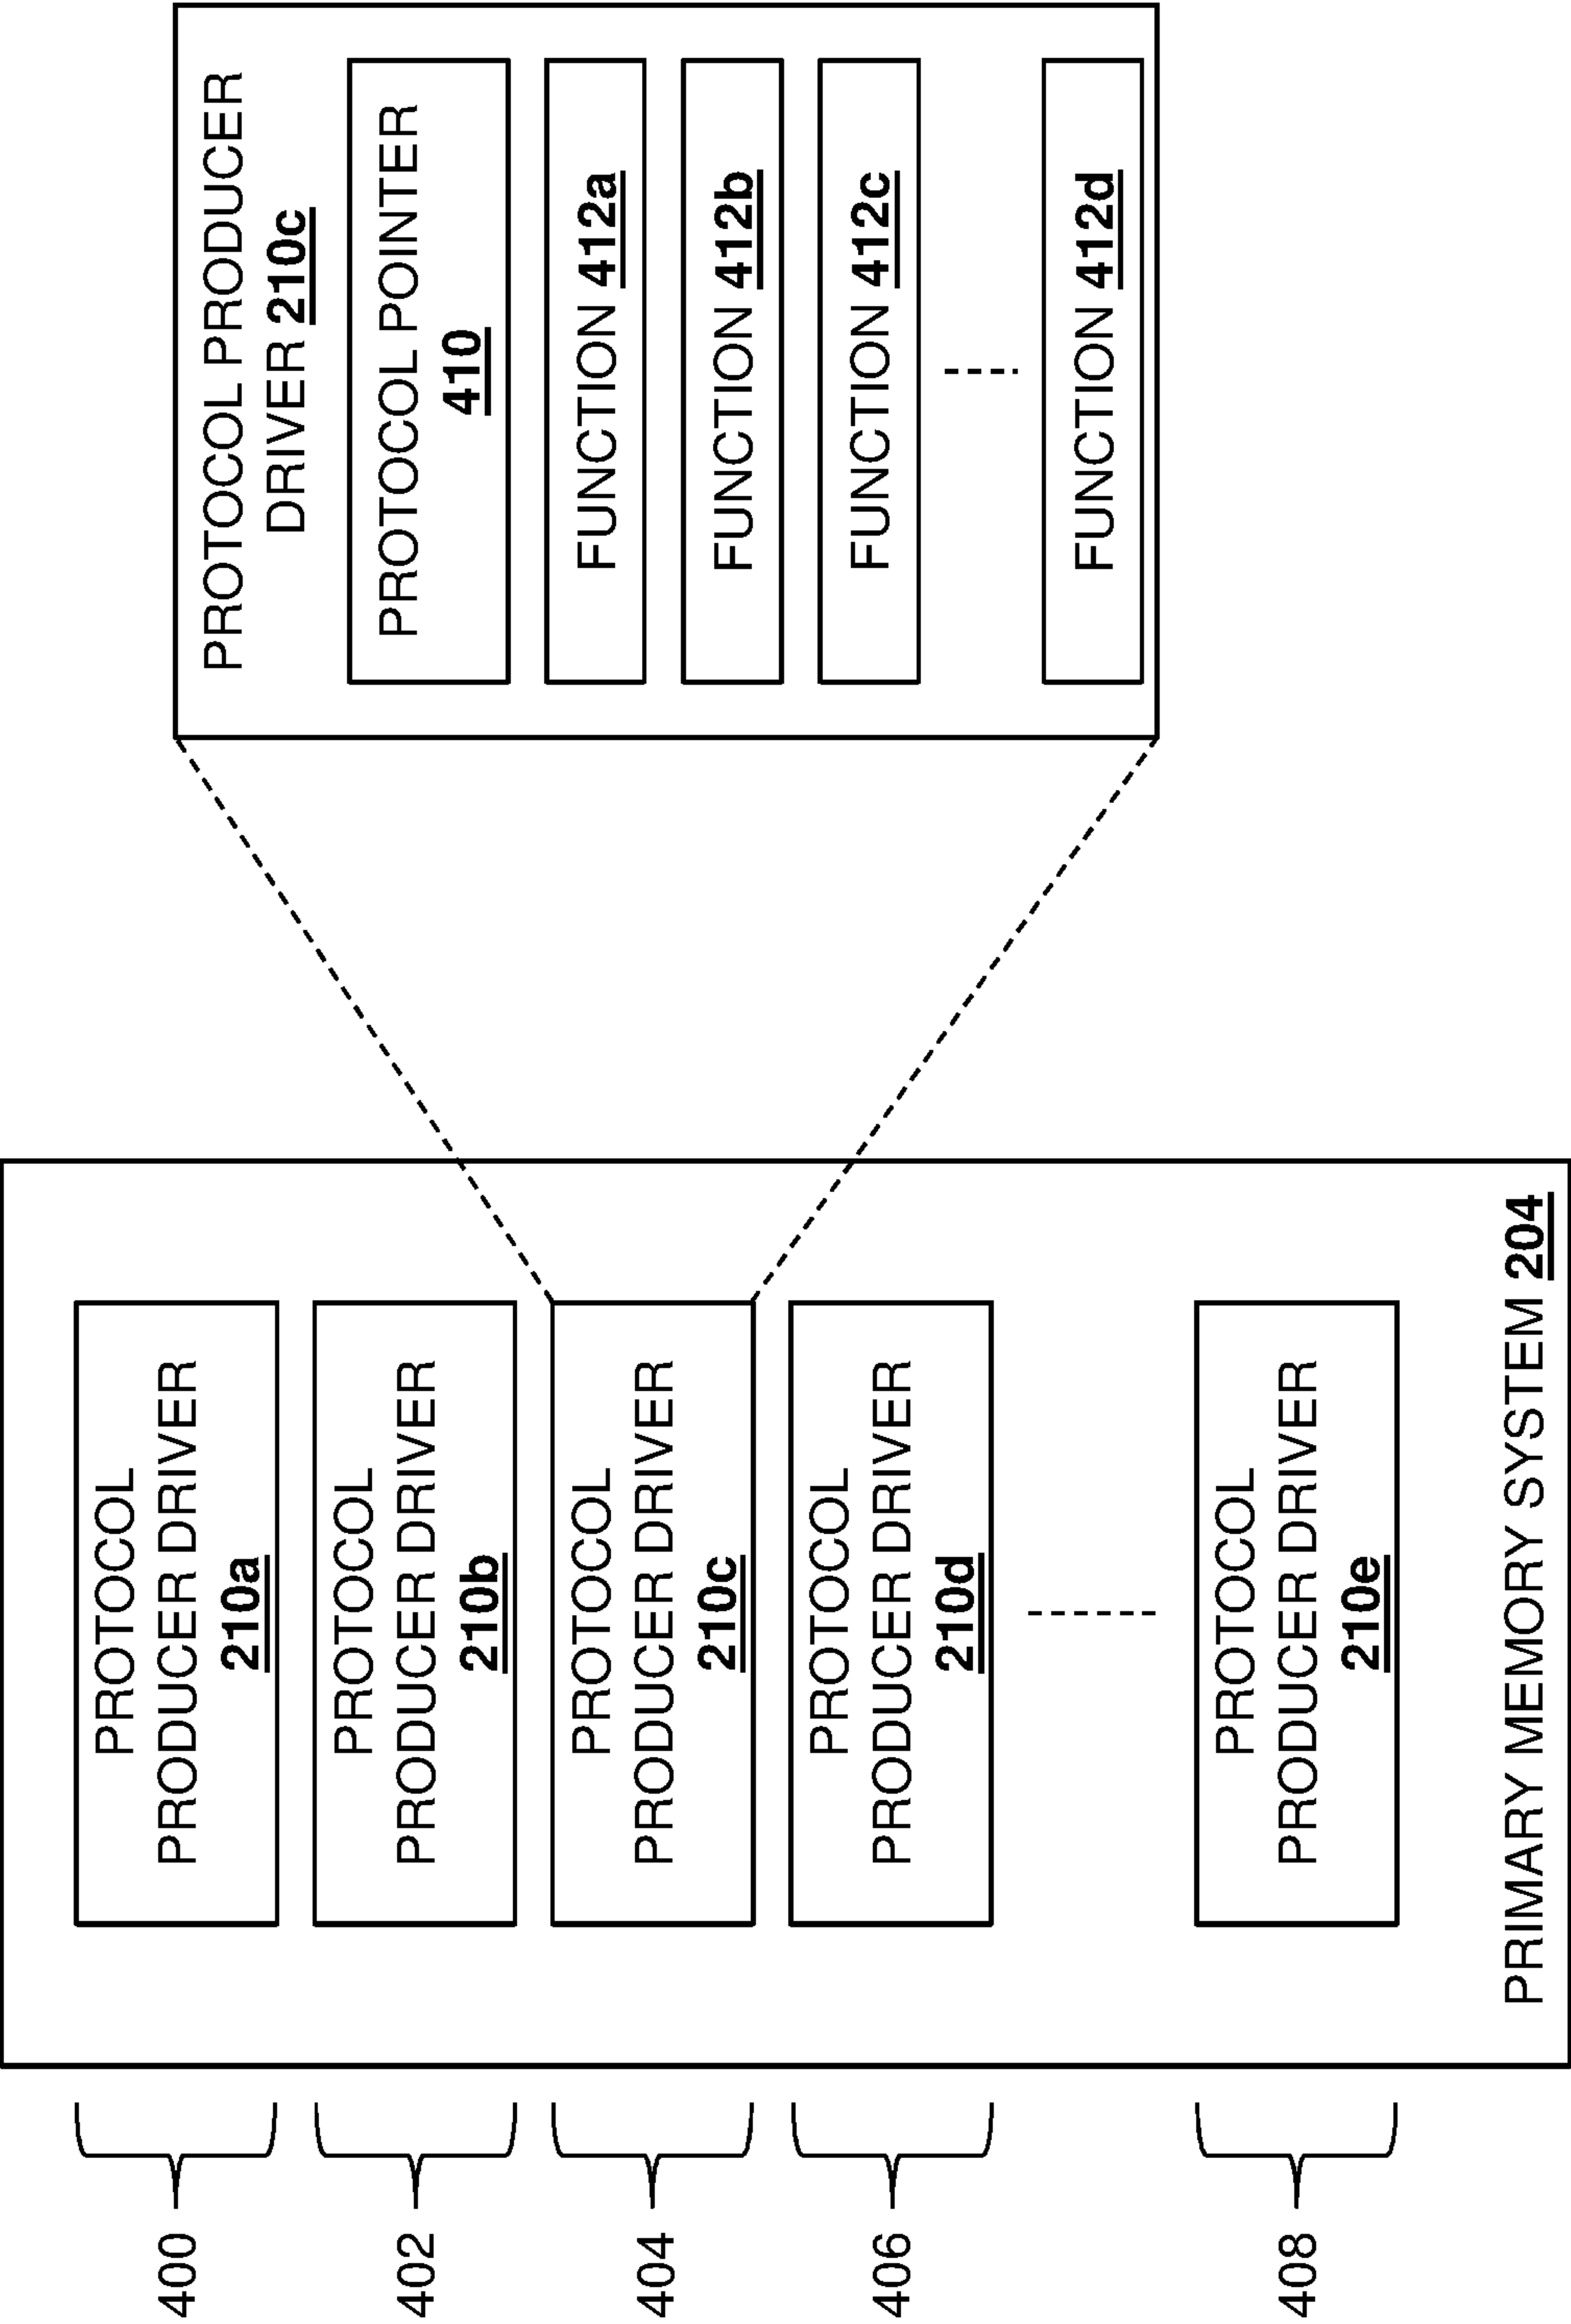 400
402
404
406
408
PROTOCOL
PRODUCER DRIVER
210a
PROTOCOL
PRODUCER DRIVER
210b
PROTOCOL
PRODUCER DRIVER
210c
PROTOCOL
PRODUCER DRIVER
210d
PROTOCOL
PRODUCER DRIVER
210e
PRIMARY MEMORY SYSTEM 204
PROTOCOL PRODUCER
DRIVER 210c
PROTOCOL POINTER
410
FUNCTION 412a
FUNCTION 412b
FUNCTION 412c
FUNCTION 412d